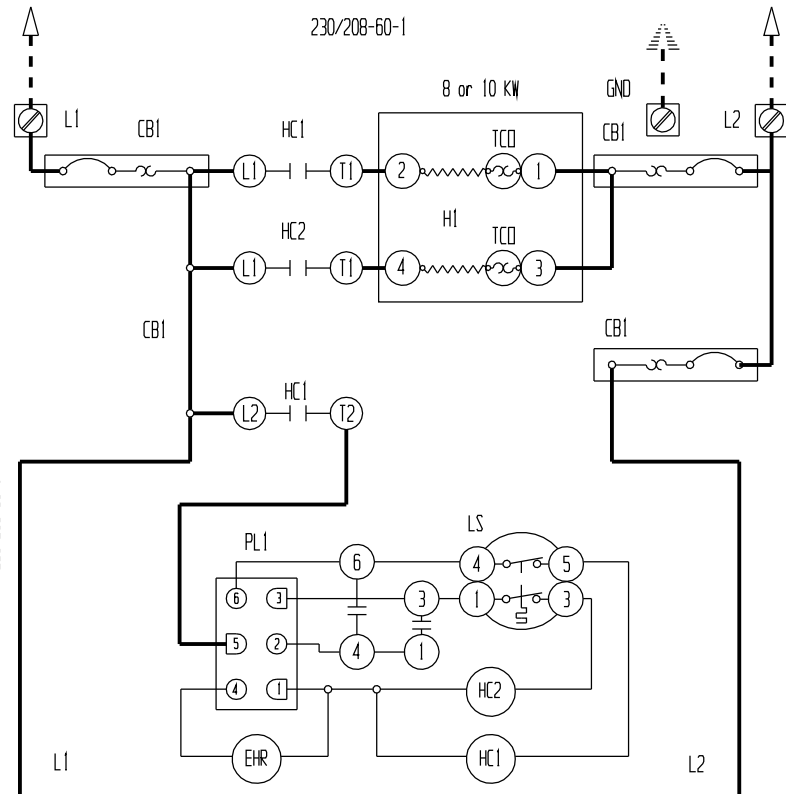 230/208-60-1
8 or 10 KW
GND
L1
CB1
HC1
TCO
CB1
L2
L1
T1
2
1
H1
HC2
TCO
L1
T1
4
3
CB1
CB1
HC1
L2
T2
LS
PL1
6
4
5
6
3
3
1
3
5
2
4
1
4
1
HC2
EHR
HC1
L1
L2